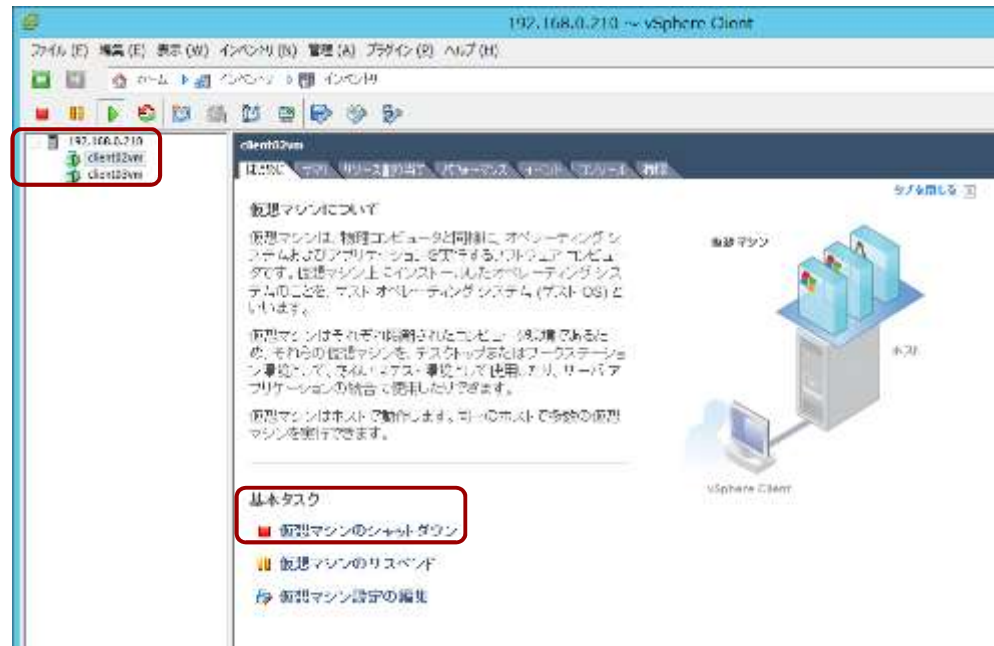 192.168.0.210 ～ vSphere Client
ファイル (F) 編集 (E) 表示 (W) インベントリ (N) 管理 (A) プラグイン (P) ヘルプ (H)
ホーム インベントリ インベントリ
192.168.0.210
client02vm
client03vm
client02vm
はじめに サマリ リソース割り当て パフォーマンス イベント コンソール 権限
タブを閉じる
仮想マシンについて
仮想マシンは、物理コンピュータと同様に、オペレーティング シ
ステムおよびアプリケーションを実行するソフトウェア コンピュー
タです。仮想マシン上にインストールしたオペレーティング シス
テムのことを、ゲスト オペレーティング システム (ゲスト OS) と
いいます。
仮想マシンはそれぞれ隔離されたコンピュータ環境であるた
め、それらの仮想マシンを、デスクトップまたはワークステーショ
ン環境として、あるいはテスト環境として使用したり、サーバ ア
プリケーションの統合で使用したりできます。
仮想マシンはホストで動作します。同一のホストで多数の仮想
マシンを実行できます。
仮想マシン
ホスト
vSphere Client
基本タスク
仮想マシンのシャットダウン
仮想マシンのサスペンド
仮想マシン設定の編集